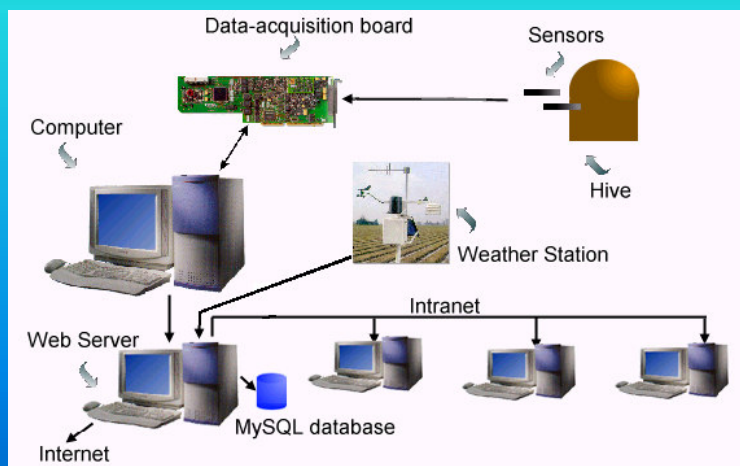 Data-acquisition board
Sensors
Computer
Hive
Weather Station
Intranet
Web Server
MySQL database
Internet